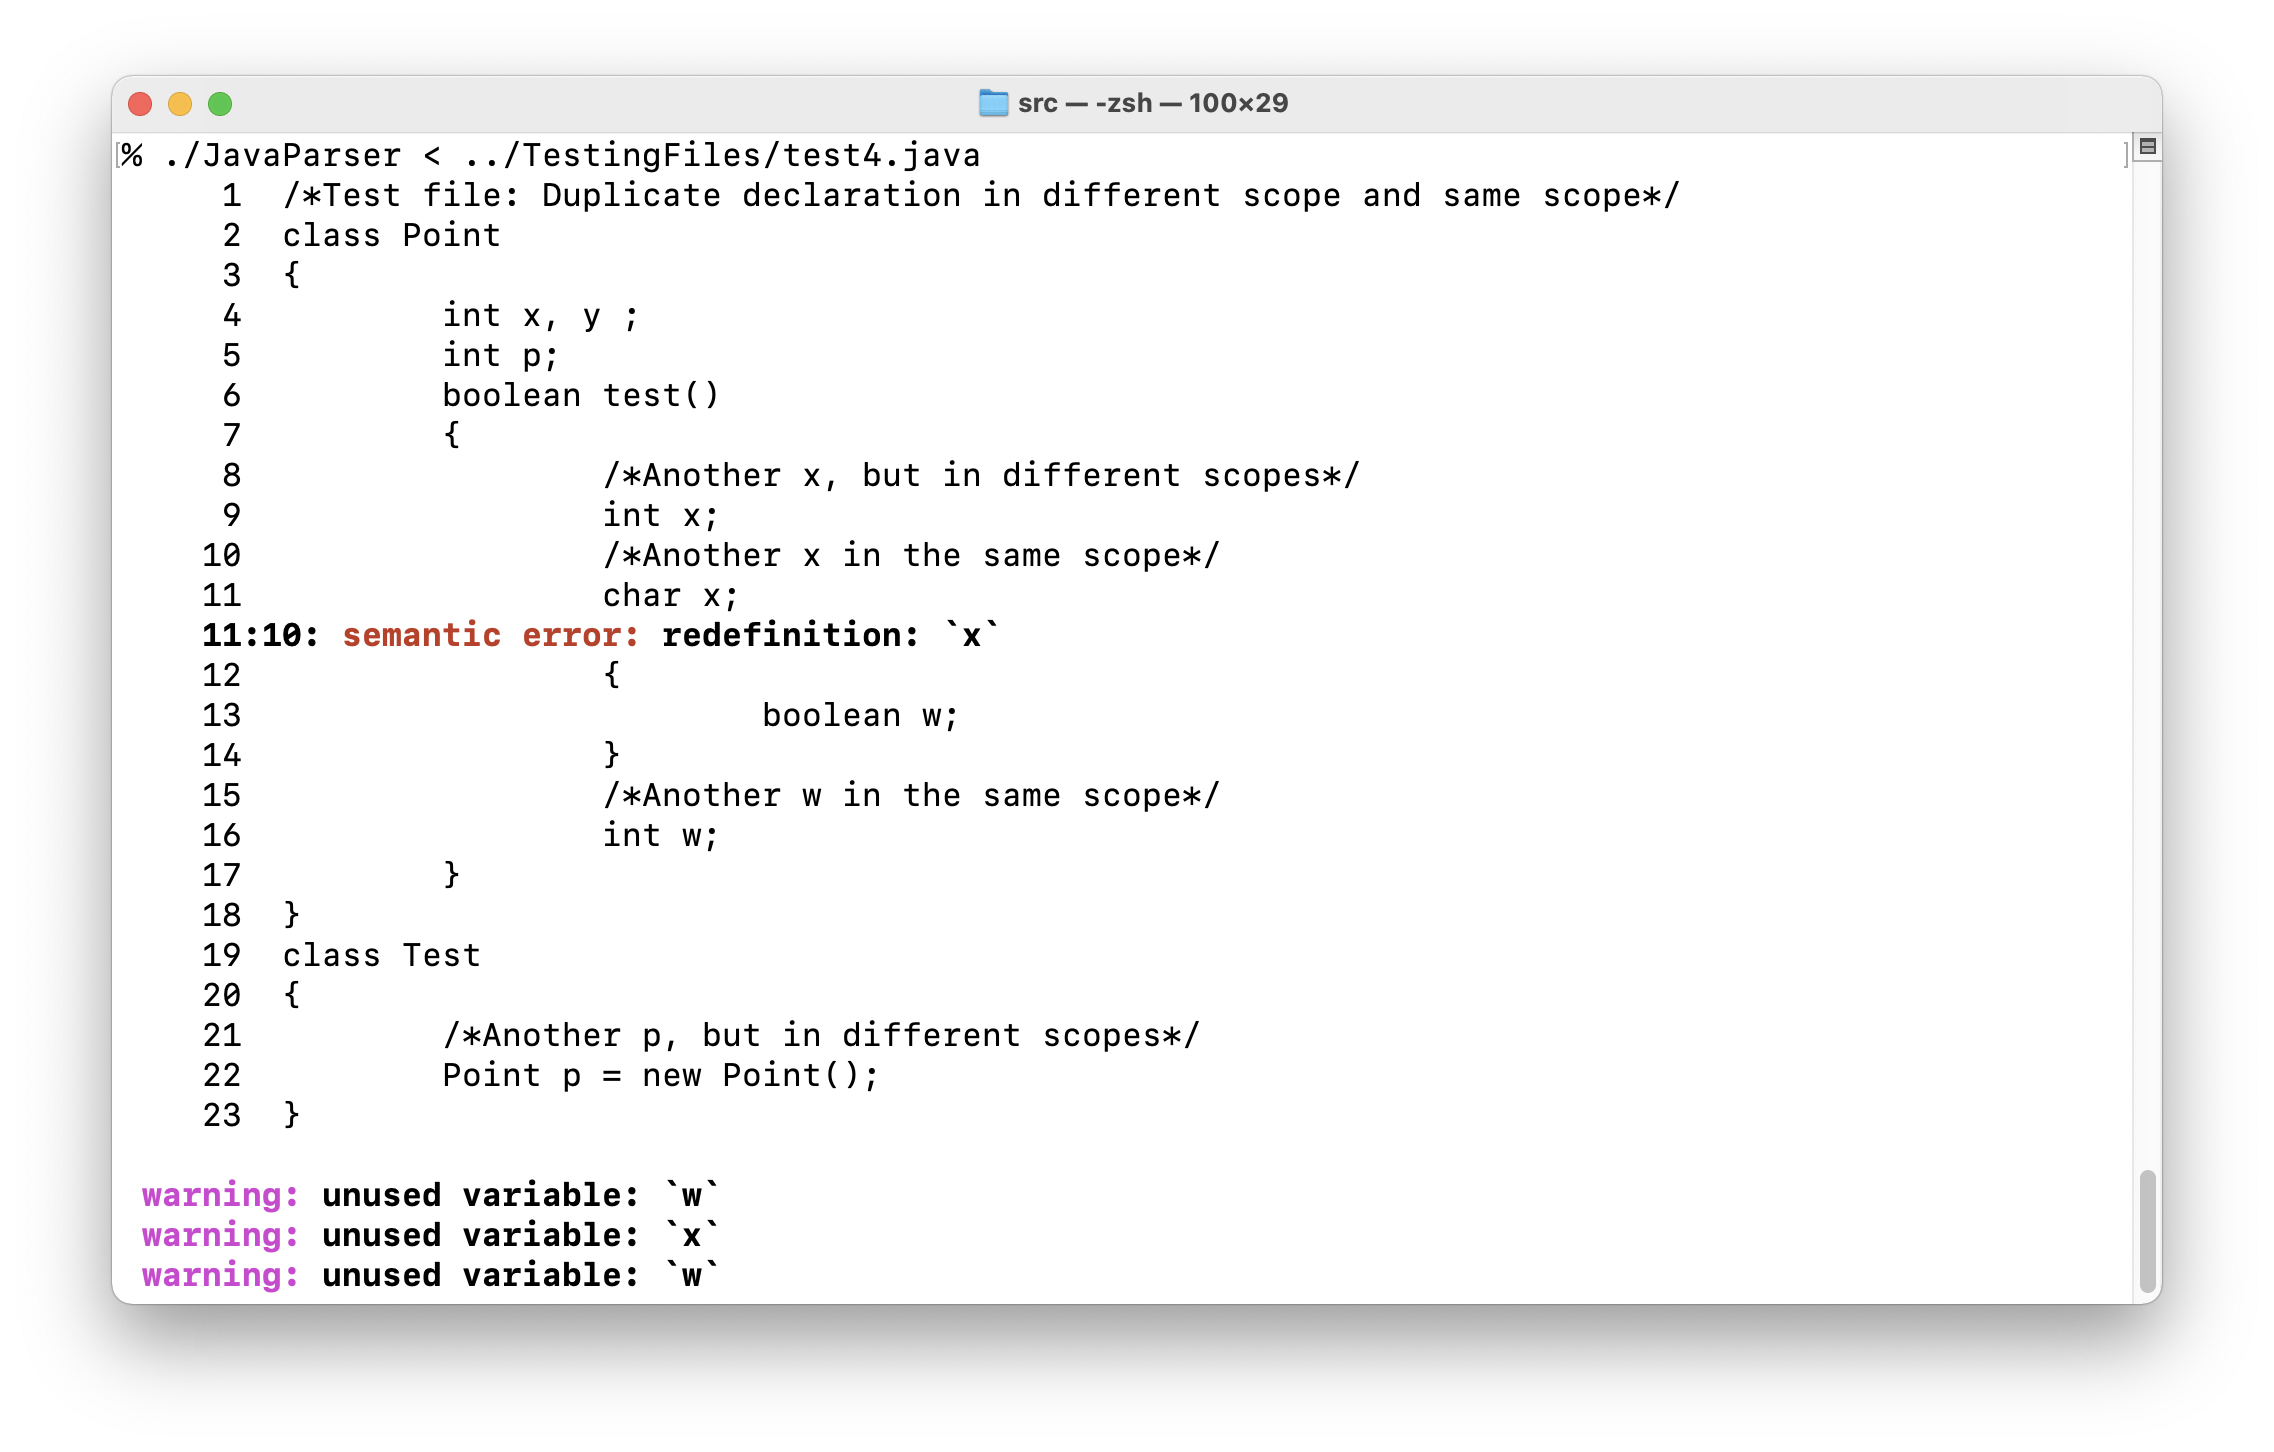 src — -zsh — 100×29
% ./JavaParser < ../TestingFiles/test4.java
1  /*Test file: Duplicate declaration in different scope and same scope*/
2  class Point
3  {
4          int x, y ;
5          int p;
6          boolean test()
7          {
8                  /*Another x, but in different scopes*/
9                  int x;
10                  /*Another x in the same scope*/
11                  char x;
11:10: semantic error: redefinition: `x`
12                  {
13                          boolean w;
14                  }
15                  /*Another w in the same scope*/
16                  int w;
17          }
18  }
19  class Test
20  {
21          /*Another p, but in different scopes*/
22          Point p = new Point();
23  }
warning: unused variable: `w`
warning: unused variable: `x`
warning: unused variable: `w`